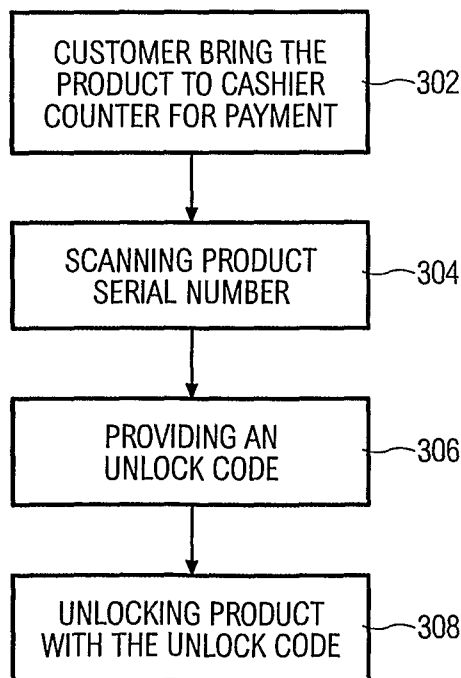 CUSTOMER BRING THE
PRODUCT TO CASHIER
COUNTER FOR PAYMENT
302
SCANNING PRODUCT
SERIAL NUMBER
304
PROVIDING AN
UNLOCK CODE
306
UNLOCKING PRODUCT
WITH THE UNLOCK CODE
308